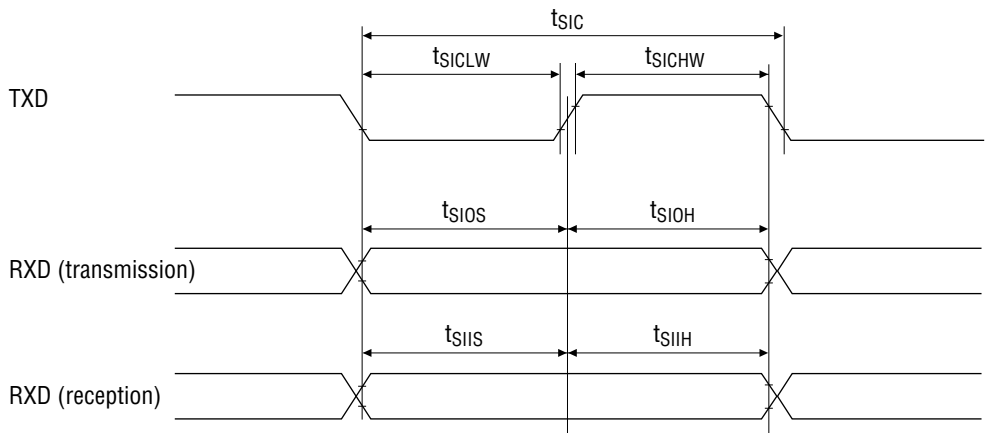 tSIC
tSICLW tSICHW
TXD
tSIOS tSIOH
RXD (transmission)
tSIIS tSIIH
RXD (reception)